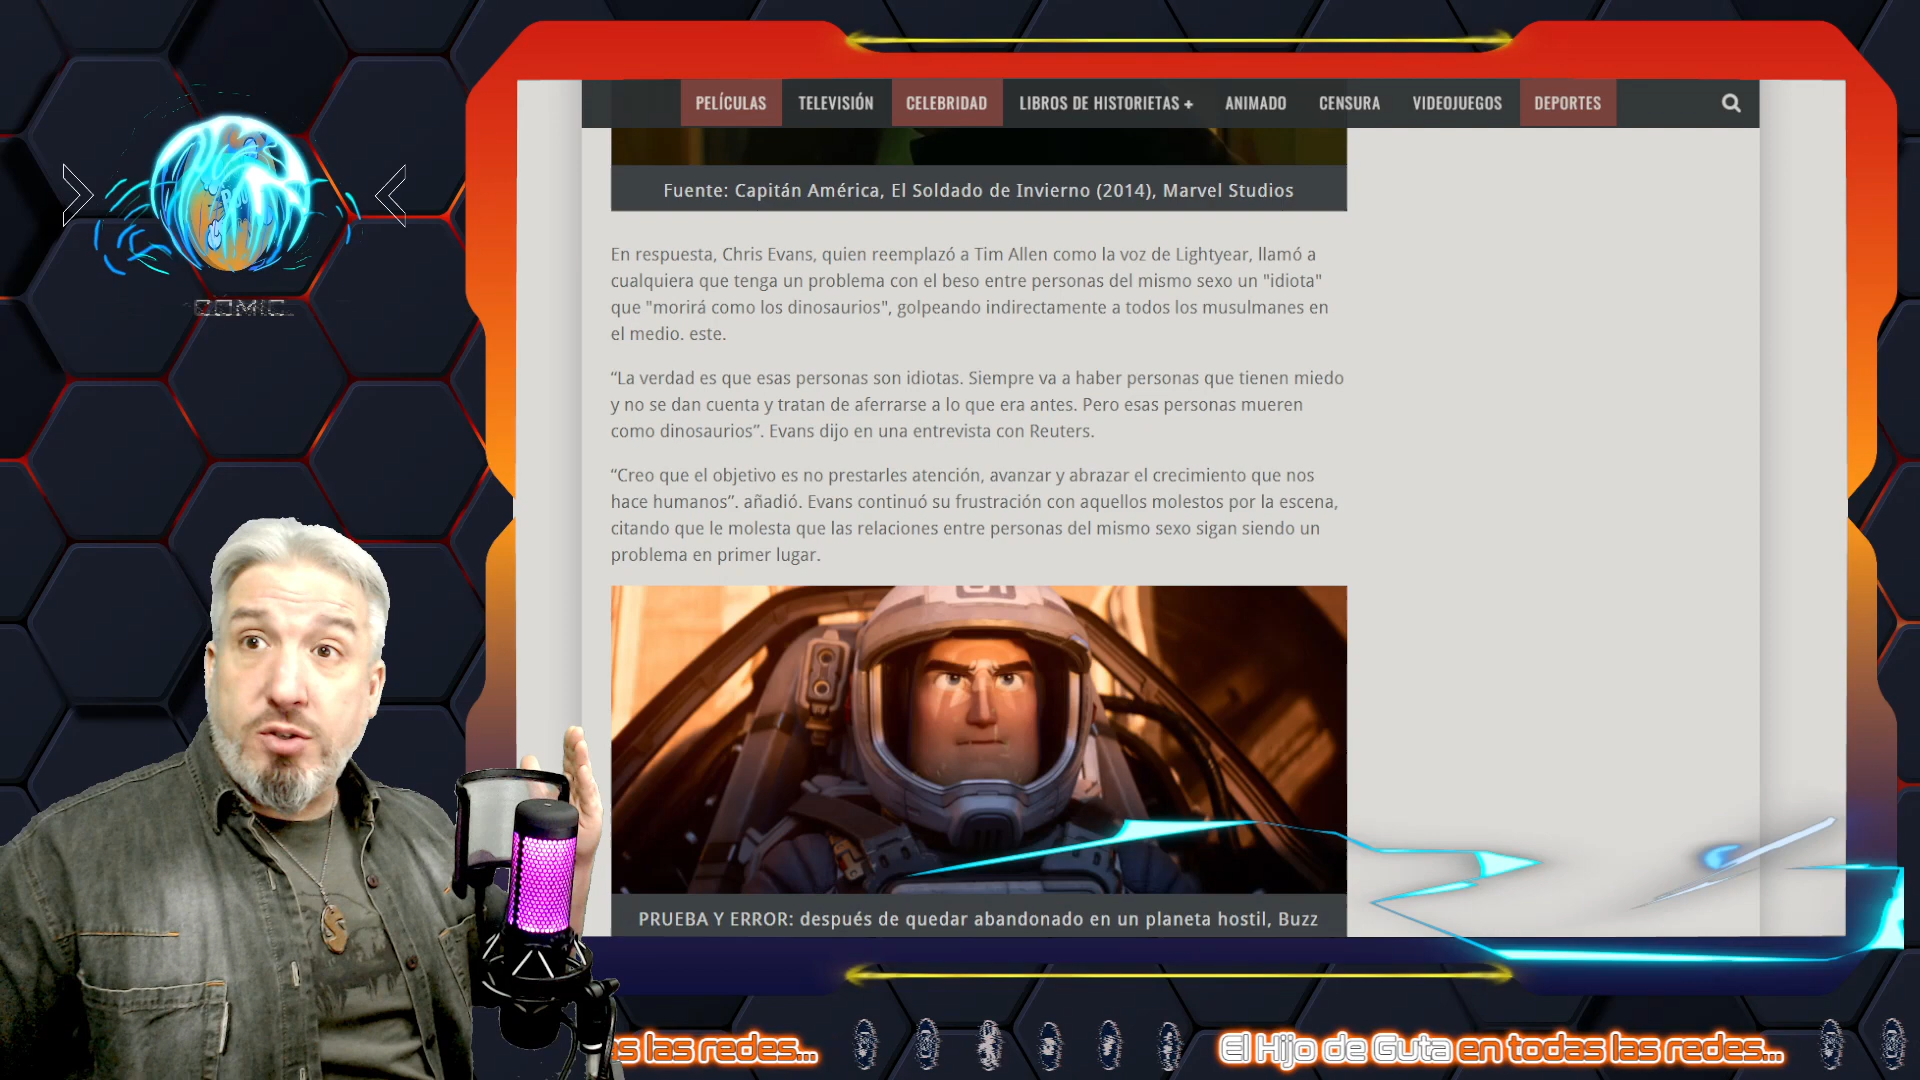 PELÍCULAS TELEVISIÓN CELEBRIDAD LIBROS DE HISTORIETAS + ANIMADO CENSURA VIDEOJUEGOS DEPORTES
Fuente: Capitán América, El Soldado de Invierno (2014), Marvel Studios
En respuesta, Chris Evans, quien reemplazó a Tim Allen como la voz de Lightyear, llamó a
cualquiera que tenga un problema con el beso entre personas del mismo sexo un "idiota"
que "morirá como los dinosaurios", golpeando indirectamente a todos los musulmanes en
el medio. este.
“La verdad es que esas personas son idiotas. Siempre va a haber personas que tienen miedo
y no se dan cuenta y tratan de aferrarse a lo que era antes. Pero esas personas mueren
como dinosaurios”. Evans dijo en una entrevista con Reuters.
“Creo que el objetivo es no prestarles atención, avanzar y abrazar el crecimiento que nos
hace humanos”. añadió. Evans continuó su frustración con aquellos molestos por la escena,
citando que le molesta que las relaciones entre personas del mismo sexo sigan siendo un
problema en primer lugar.
PRUEBA Y ERROR: después de quedar abandonado en un planeta hostil, Buzz
COMIC
es las redes...
El Hijo de Guta en todas las redes...